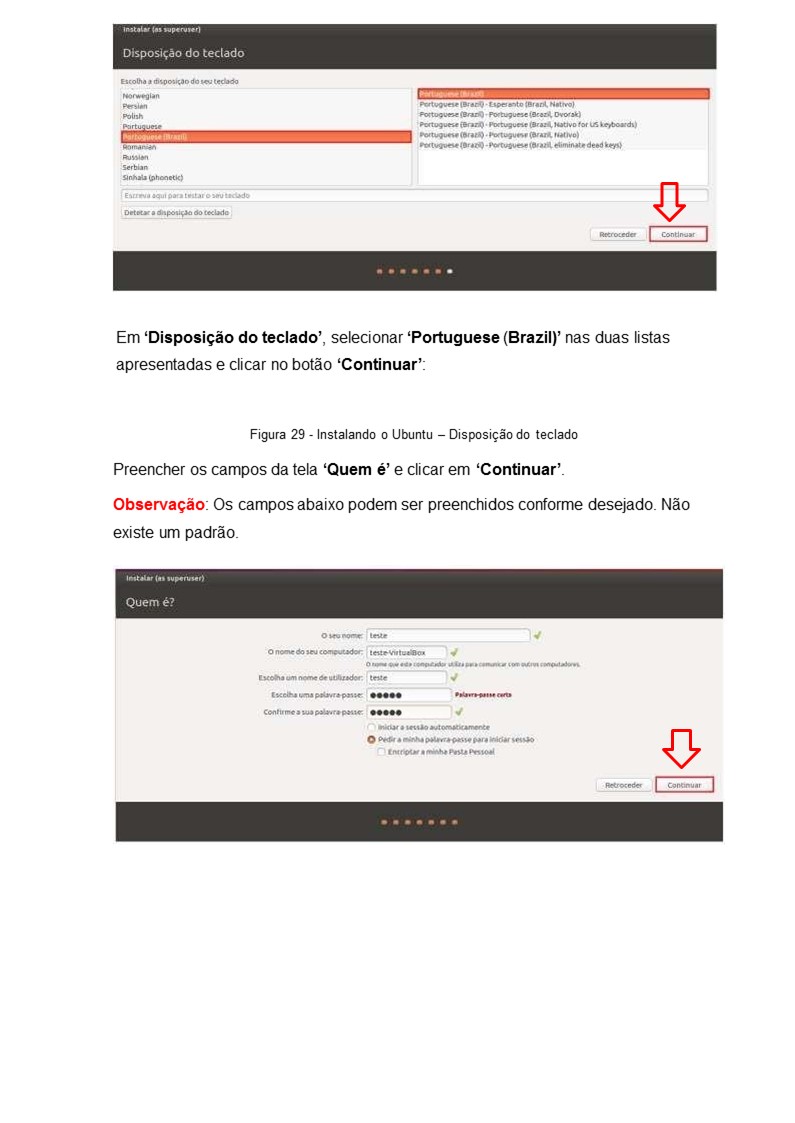 Instalar (as superuser)
Disposição do teclado
Escolha a disposição do seu teclado
Norwegian
Persian
Polish
Portuguese
Portuguese (Brazil)
Romanian
Russian
Serbian
Sinhala (phonetic)
Portuguese (Brazil)
Portuguese (Brazil) - Esperanto (Brazil, Nativo)
Portuguese (Brazil) - Portuguese (Brazil, Dvorak)
Portuguese (Brazil) - Portuguese (Brazil, Nativo for US keyboards)
Portuguese (Brazil) - Portuguese (Brazil, Nativo)
Portuguese (Brazil) - Portuguese (Brazil, eliminate dead keys)
Escreva aqui para testar o seu teclado
Detetar a disposição do teclado
Retroceder
Continuar
Em ‘Disposição do teclado’, selecionar ‘Portuguese (Brazil)’ nas duas listas
apresentadas e clicar no botão ‘Continuar’:
Figura 29 - Instalando o Ubuntu – Disposição do teclado
Preencher os campos da tela ‘Quem é’ e clicar em ‘Continuar’.
Observação: Os campos abaixo podem ser preenchidos conforme desejado. Não
existe um padrão.
Instalar (as superuser)
Quem é?
O seu nome: teste
O nome do seu computador: teste-VirtualBox
O nome que este computador utiliza para comunicar com outros computadores.
Escolha um nome de utilizador: teste
Escolha uma palavra-passe: ●●●●● Palavra-passe curta
Confirme a sua palavra-passe: ●●●●●
Iniciar a sessão automaticamente
Pedir a minha palavra-passe para iniciar sessão
Encriptar a minha Pasta Pessoal
Retroceder
Continuar